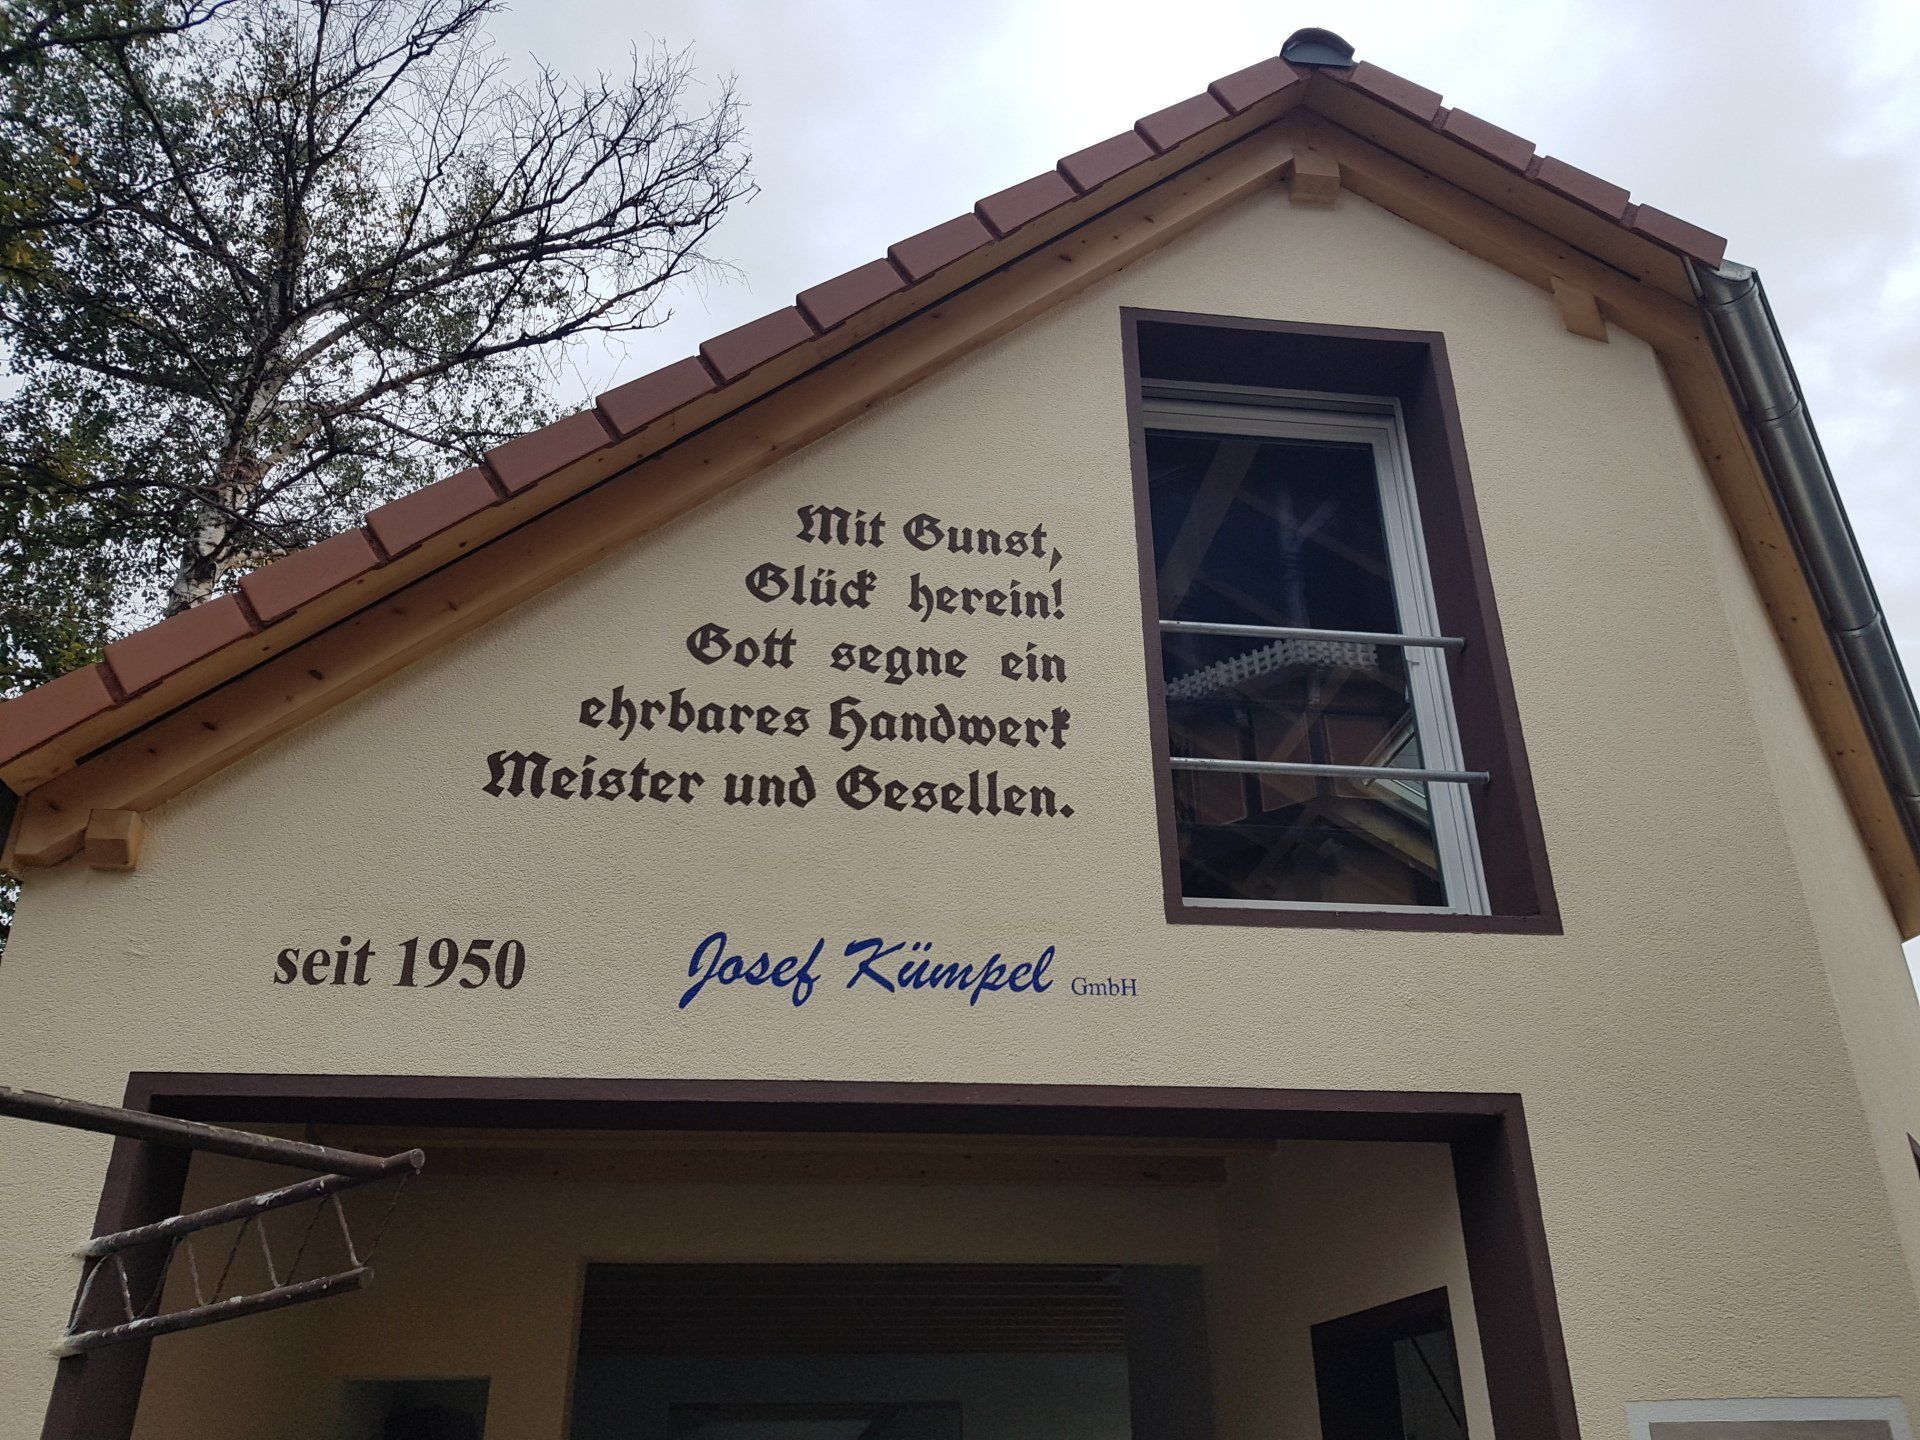 Mit Gunst,
Glück herein!
Gott segne ein
ehrbares Handwerk
Meister und Gesellen.
seit 1950
Josef Kümpel GmbH